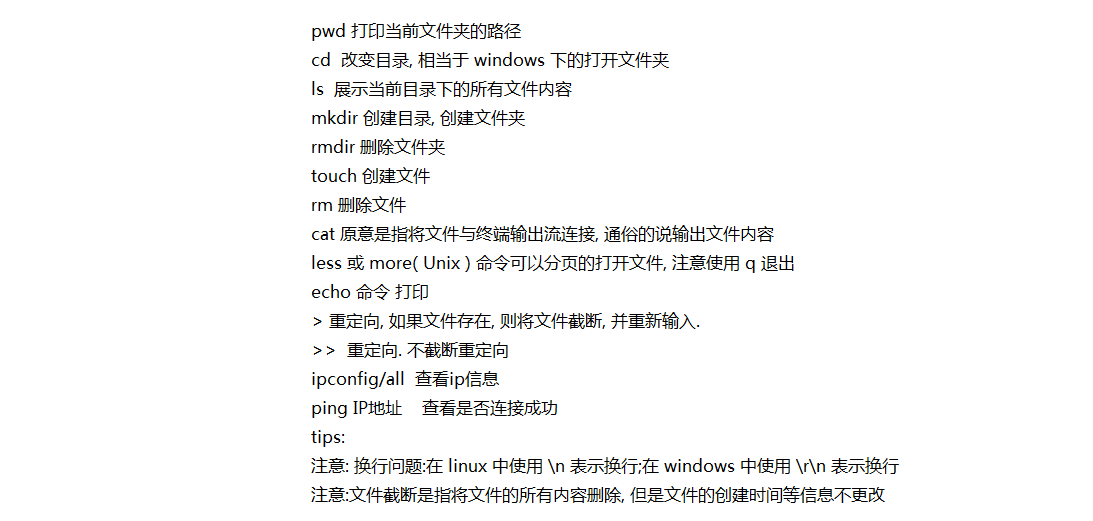 pwd 打印当前文件夹的路径
cd  改变目录, 相当于 windows 下的打开文件夹
ls  展示当前目录下的所有文件内容
mkdir 创建目录, 创建文件夹
rmdir 删除文件夹
touch 创建文件
rm 删除文件
cat 原意是指将文件与终端输出流连接, 通俗的说输出文件内容
less 或 more( Unix ) 命令可以分页的打开文件, 注意使用 q 退出
echo 命令 打印
> 重定向, 如果文件存在, 则将文件截断, 并重新输入.
>>  重定向. 不截断重定向
ipconfig/all  查看ip信息
ping IP地址    查看是否连接成功
tips:
注意: 换行问题:在 linux 中使用 \n 表示换行;在 windows 中使用 \r\n 表示换行
注意:文件截断是指将文件的所有内容删除, 但是文件的创建时间等信息不更改